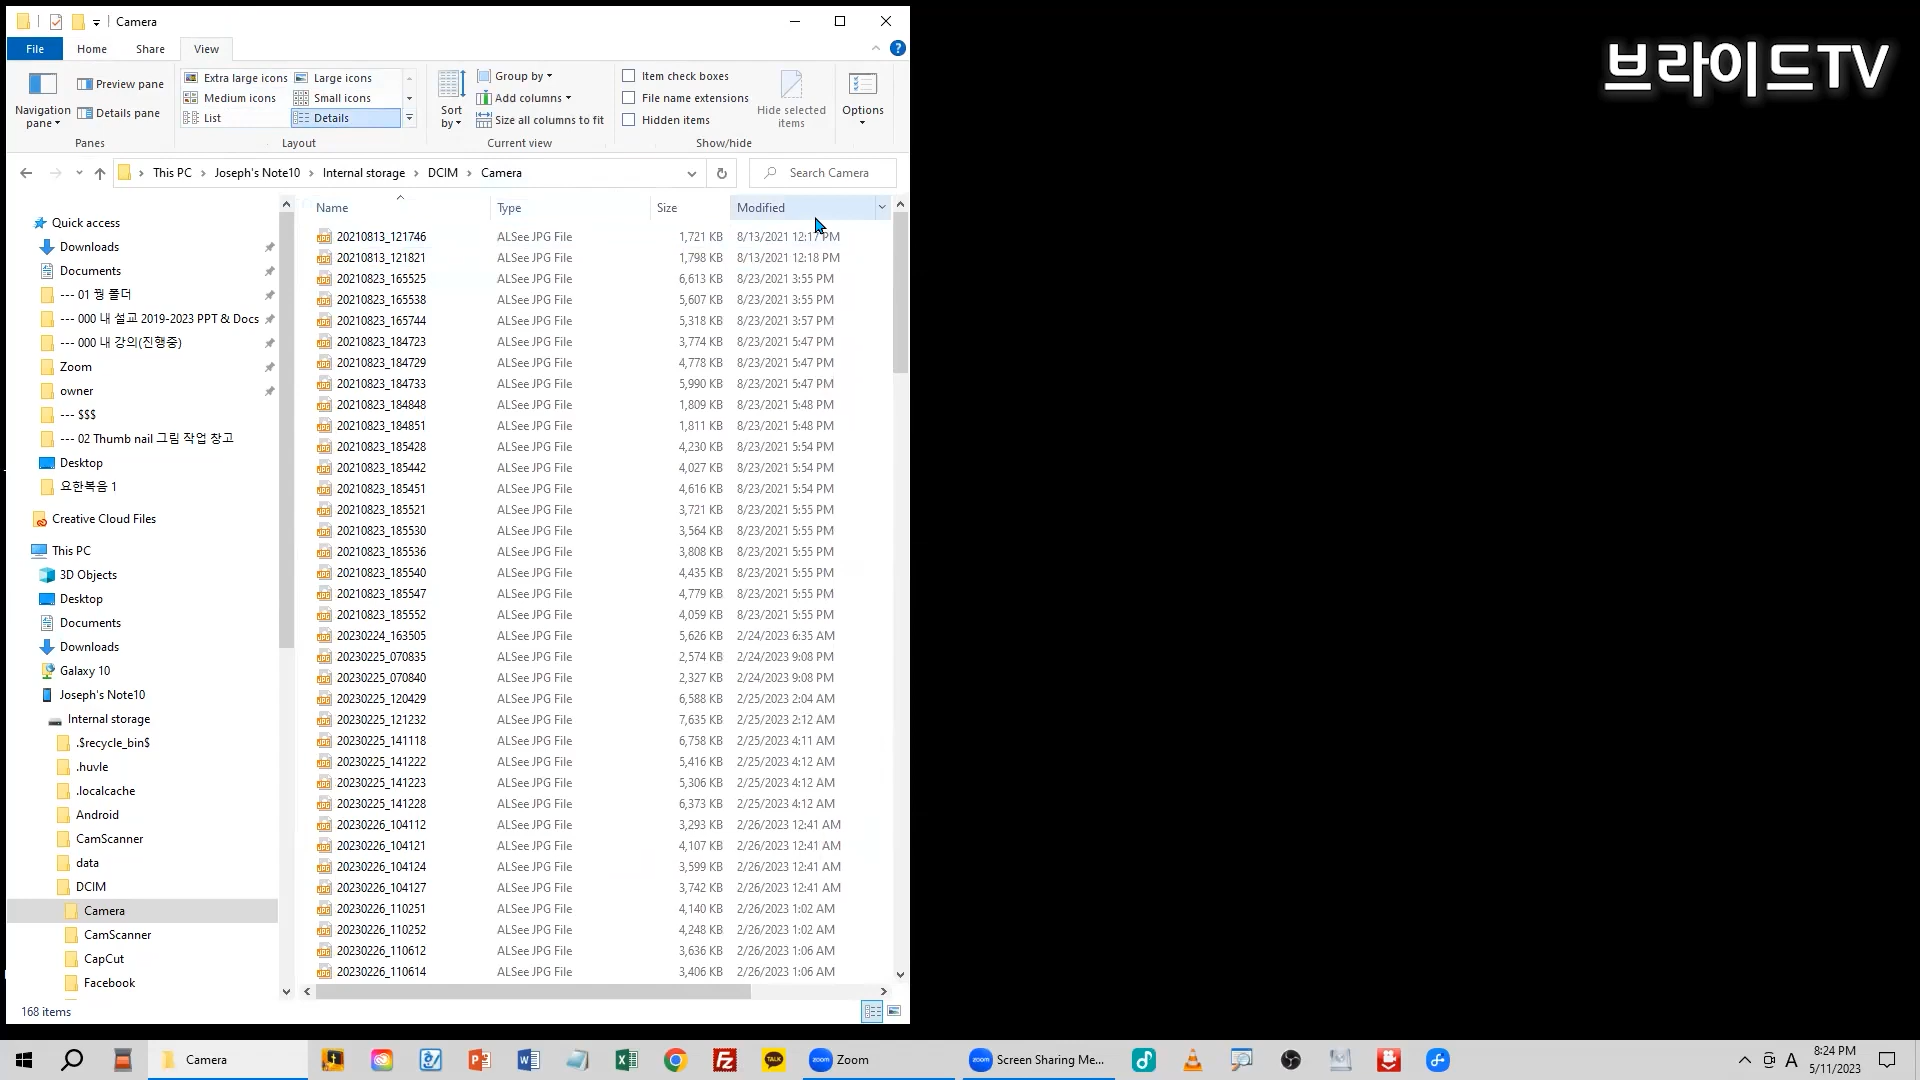 Camera
브라이드TV
File Home Share View
Navigation pane
Preview pane
Details pane
Panes
Extra large icons Large icons
Medium icons Small icons
List Details
Layout
Sort by
Group by
Add columns
Size all columns to fit
Current view
Item check boxes
File name extensions
Hidden items
Hide selected items
Show/hide
Options
This PC Joseph's Note10 Internal storage DCIM Camera
Search Camera
Quick access
Downloads
Documents
--- 01 찡 폴더
--- 000 내 설교 2019-2023 PPT & Docs
--- 000 내 강의(진행중)
Zoom
owner
--- $$$
--- 02 Thumb nail 그림 작업 창고
Desktop
요한복음 1
Creative Cloud Files
This PC
3D Objects
Desktop
Documents
Downloads
Galaxy 10
Joseph's Note10
Internal storage
.$recycle_bin$
.huvle
.localcache
Android
CamScanner
data
DCIM
Camera
CamScanner
CapCut
Facebook
Name Type Size Modified
20210813_121746 ALSee JPG File 1,721 KB 8/13/2021 12:17 PM
20210813_121821 ALSee JPG File 1,798 KB 8/13/2021 12:18 PM
20210823_165525 ALSee JPG File 6,613 KB 8/23/2021 3:55 PM
20210823_165538 ALSee JPG File 5,607 KB 8/23/2021 3:55 PM
20210823_165744 ALSee JPG File 5,318 KB 8/23/2021 3:57 PM
20210823_184723 ALSee JPG File 3,774 KB 8/23/2021 5:47 PM
20210823_184729 ALSee JPG File 4,778 KB 8/23/2021 5:47 PM
20210823_184733 ALSee JPG File 5,990 KB 8/23/2021 5:47 PM
20210823_184848 ALSee JPG File 1,809 KB 8/23/2021 5:48 PM
20210823_184851 ALSee JPG File 1,811 KB 8/23/2021 5:48 PM
20210823_185428 ALSee JPG File 4,230 KB 8/23/2021 5:54 PM
20210823_185442 ALSee JPG File 4,027 KB 8/23/2021 5:54 PM
20210823_185451 ALSee JPG File 4,616 KB 8/23/2021 5:54 PM
20210823_185521 ALSee JPG File 3,721 KB 8/23/2021 5:55 PM
20210823_185530 ALSee JPG File 3,564 KB 8/23/2021 5:55 PM
20210823_185536 ALSee JPG File 3,808 KB 8/23/2021 5:55 PM
20210823_185540 ALSee JPG File 4,435 KB 8/23/2021 5:55 PM
20210823_185547 ALSee JPG File 4,779 KB 8/23/2021 5:55 PM
20210823_185552 ALSee JPG File 4,059 KB 8/23/2021 5:55 PM
20230224_163505 ALSee JPG File 5,626 KB 2/24/2023 6:35 AM
20230225_070835 ALSee JPG File 2,574 KB 2/24/2023 9:08 PM
20230225_070840 ALSee JPG File 2,327 KB 2/24/2023 9:08 PM
20230225_120429 ALSee JPG File 6,588 KB 2/25/2023 2:04 AM
20230225_121232 ALSee JPG File 7,635 KB 2/25/2023 2:12 AM
20230225_141118 ALSee JPG File 6,758 KB 2/25/2023 4:11 AM
20230225_141222 ALSee JPG File 5,416 KB 2/25/2023 4:12 AM
20230225_141223 ALSee JPG File 5,306 KB 2/25/2023 4:12 AM
20230225_141228 ALSee JPG File 6,373 KB 2/25/2023 4:12 AM
20230226_104112 ALSee JPG File 3,293 KB 2/26/2023 12:41 AM
20230226_104121 ALSee JPG File 4,107 KB 2/26/2023 12:41 AM
20230226_104124 ALSee JPG File 3,599 KB 2/26/2023 12:41 AM
20230226_104127 ALSee JPG File 3,742 KB 2/26/2023 12:41 AM
20230226_110251 ALSee JPG File 4,140 KB 2/26/2023 1:02 AM
20230226_110252 ALSee JPG File 4,248 KB 2/26/2023 1:02 AM
20230226_110612 ALSee JPG File 3,636 KB 2/26/2023 1:06 AM
20230226_110614 ALSee JPG File 3,406 KB 2/26/2023 1:06 AM
168 items
Camera
Zoom
Screen Sharing Me...
A
8:24 PM
5/11/2023